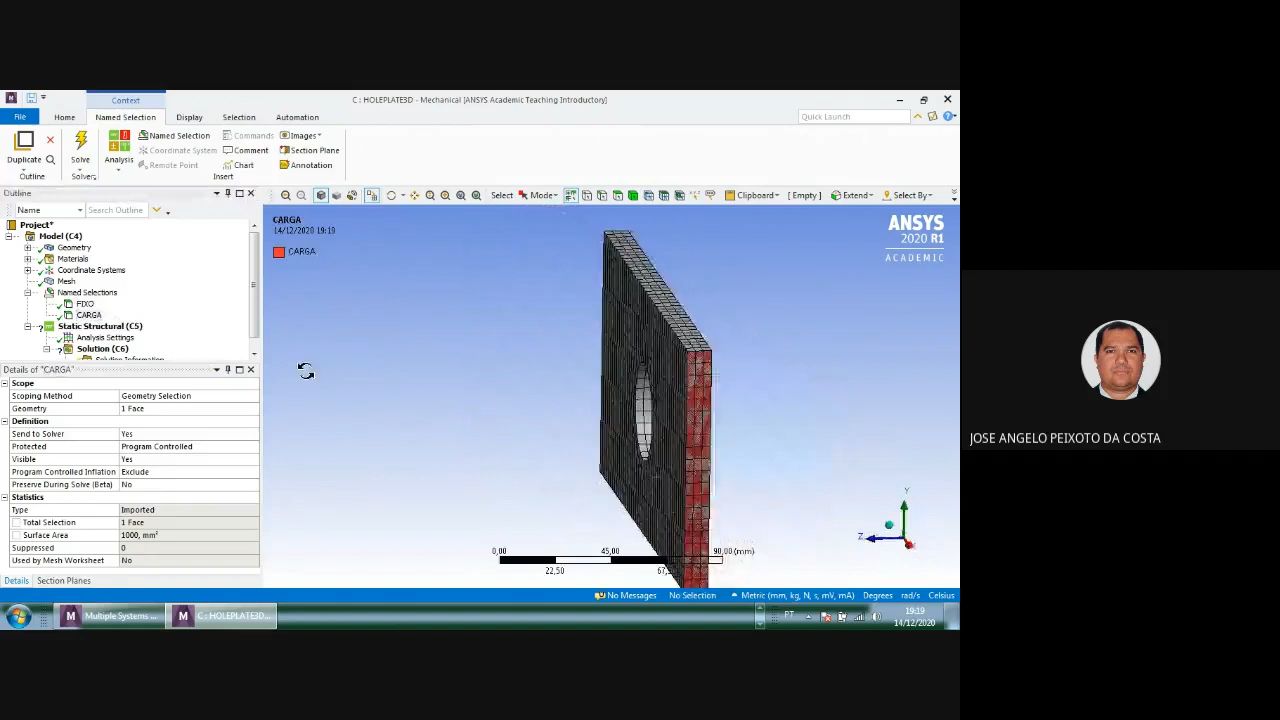 Context
C : HOLEPLATE3D - Mechanical [ANSYS Academic Teaching Introductory]
File Home Named Selection Display Selection Automation
Quick Launch
Duplicate
Solve
Analysis
Named Selection
Coordinate System
Remote Point
Commands
Comment
Chart
Images
Section Plane
Annotation
Outline Solvers Insert
Outline
Name
Search Outline
Select Mode Clipboard [ Empty ] Extend Select By
Project*
Model (C4)
Geometry
Materials
Coordinate Systems
Mesh
Named Selections
FIXO
CARGA
Static Structural (C5)
Analysis Settings
Solution (C6)
Solution Information
CARGA
14/12/2020 19:19
CARGA
ANSYS
2020 R1
ACADEMIC
Details of "CARGA"
Scope
Scoping Method Geometry Selection
Geometry 1 Face
Definition
Send to Solver Yes
Protected Program Controlled
Visible Yes
Program Controlled Inflation Exclude
Preserve During Solve (Beta) No
Statistics
Type Imported
Total Selection 1 Face
Surface Area 1000, mm²
Suppressed 0
Used by Mesh Worksheet No
Details Section Planes
0,00 45,00 90,00 (mm)
22,50
Y
Z
No Messages No Selection Metric (mm, kg, N, s, mV, mA) Degrees rad/s Celsius
M Multiple Systems ...
M C : HOLEPLATE3D...
PT
19:19
14/12/2020
JOSE ANGELO PEIXOTO DA COSTA